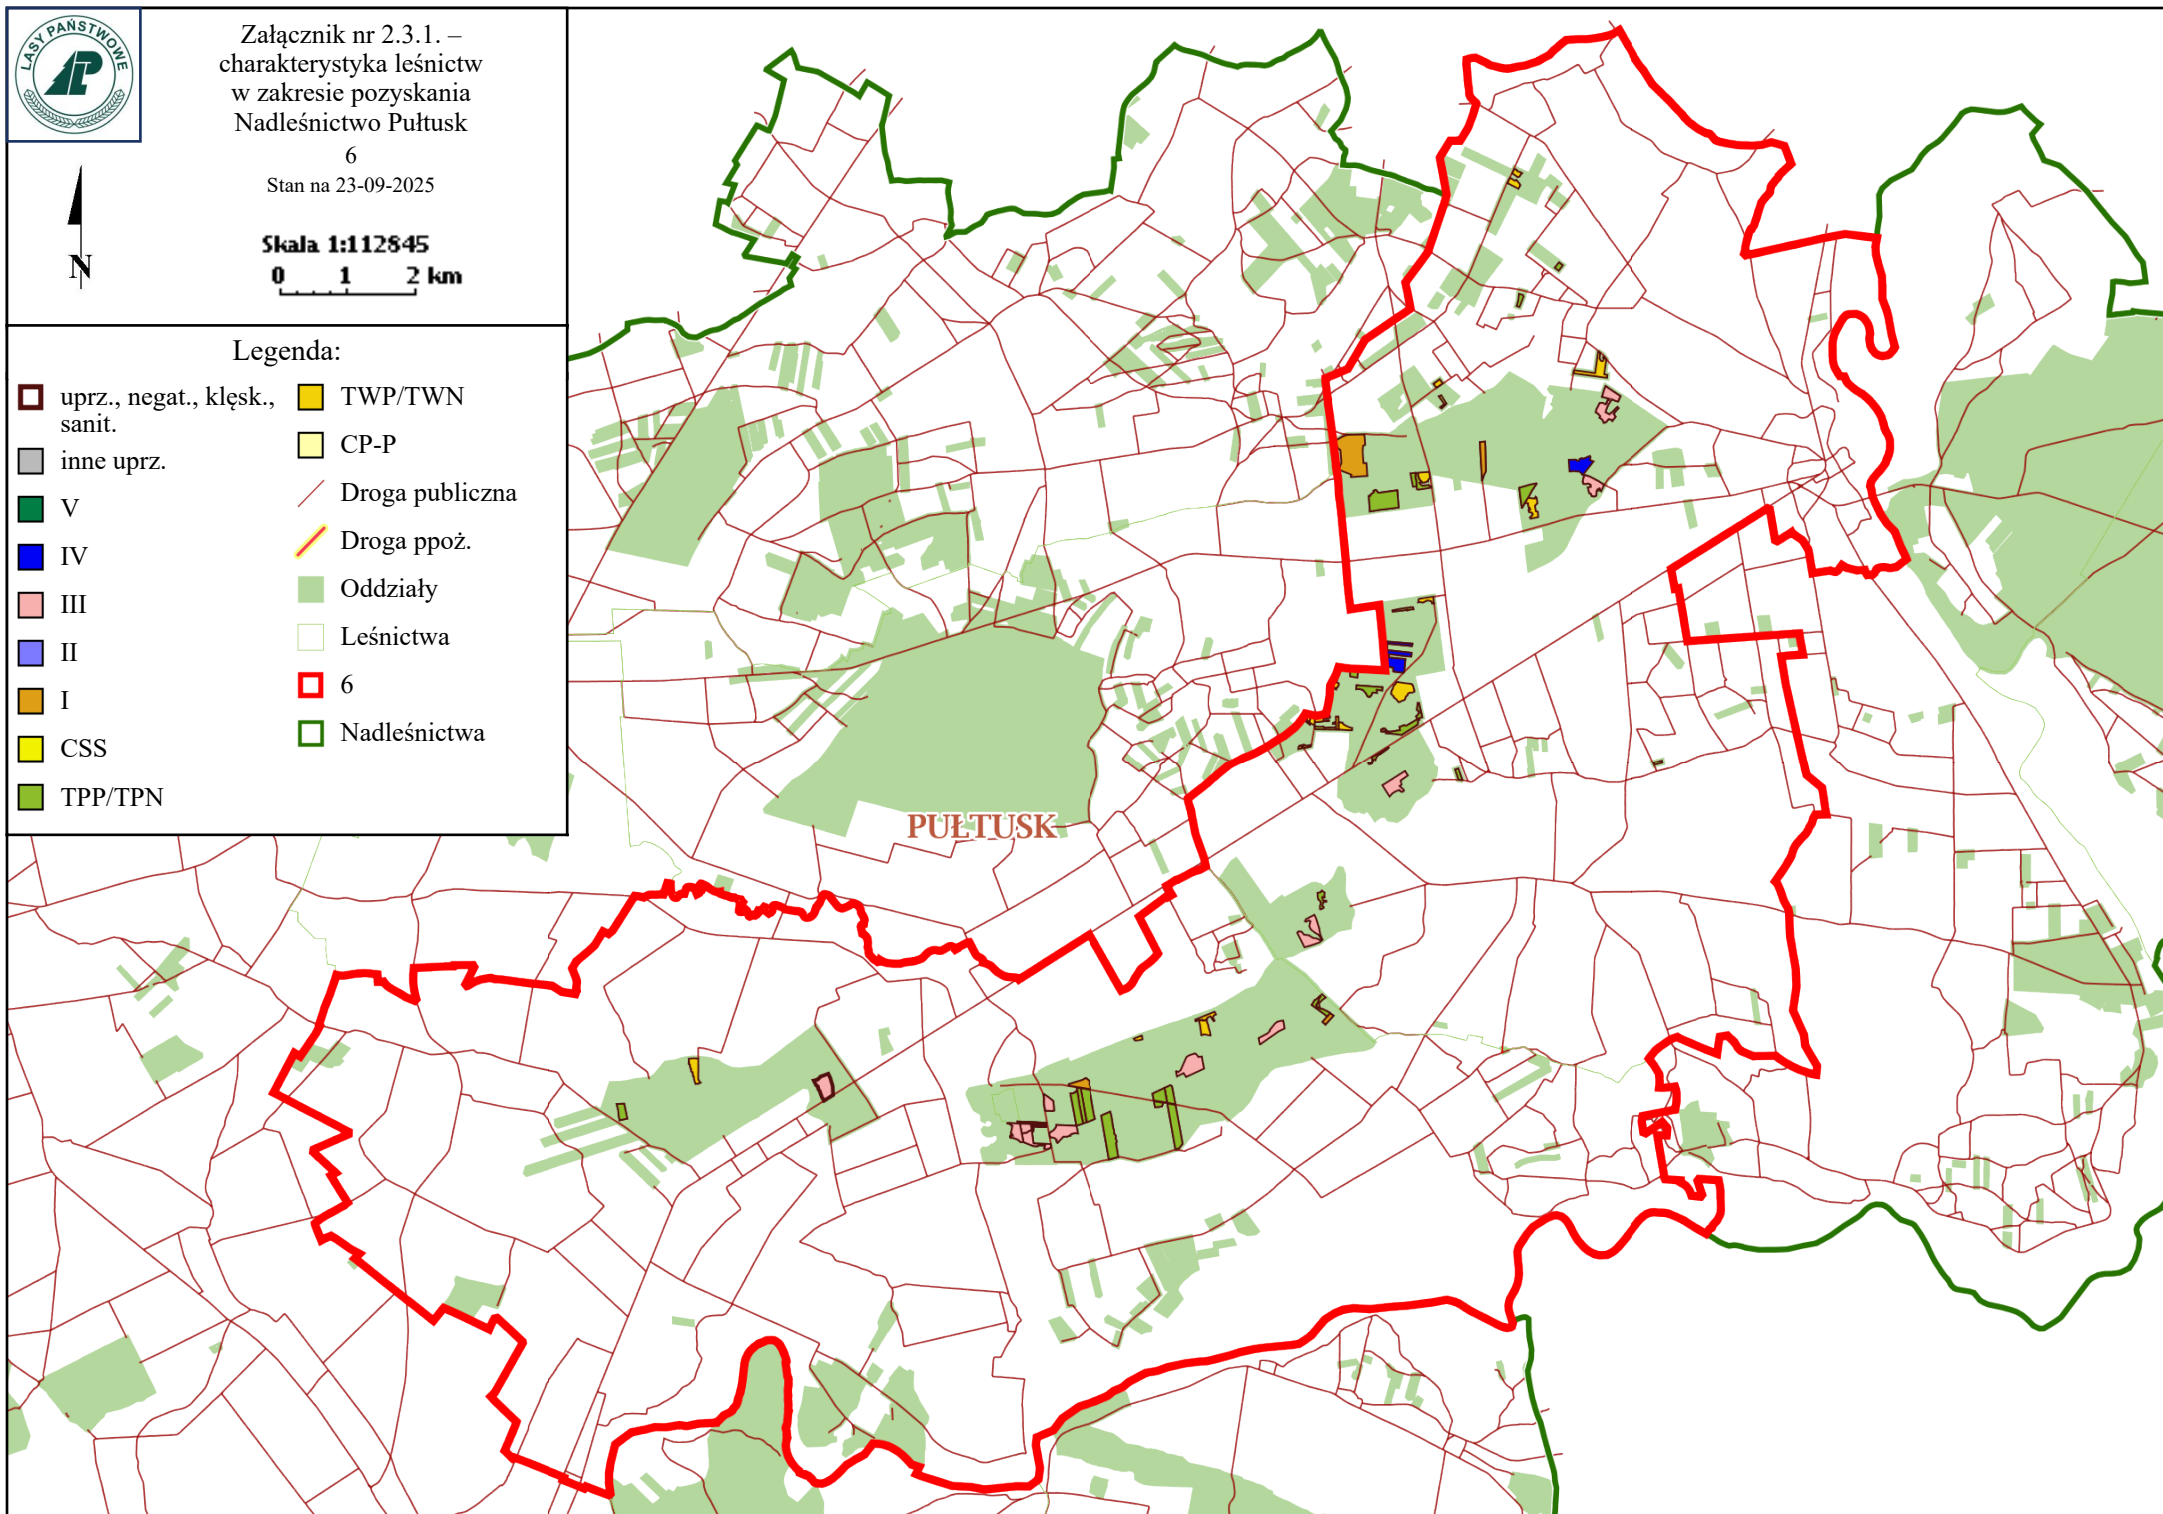 LASY PAŃSTWOWE
LP
Załącznik nr 2.3.1. –
charakterystyka leśnictw
w zakresie pozyskania
Nadleśnictwo Pułtusk
6
Stan na 23-09-2025
N
Skala 1:112845
0 1 2 km
Legenda:
uprz., negat., klęsk.,
sanit.
inne uprz.
V
IV
III
II
I
CSS
TPP/TPN
TWP/TWN
CP-P
Droga publiczna
Droga ppoż.
Oddziały
Leśnictwa
6
Nadleśnictwa
PUŁTUSK